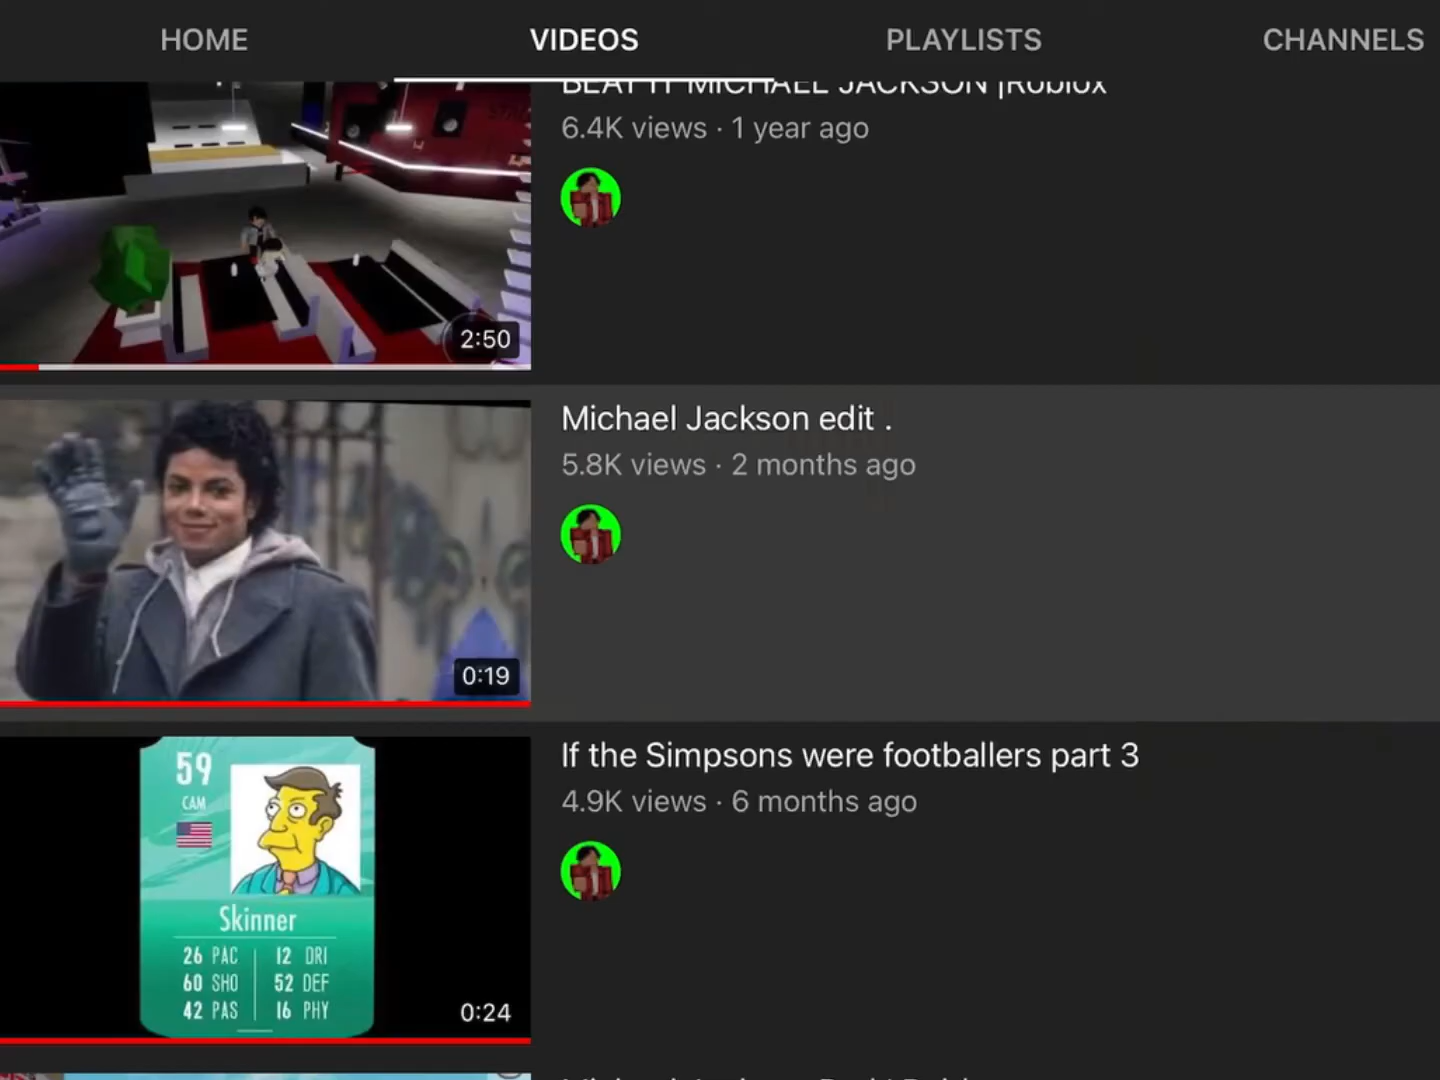 HOME VIDEOS PLAYLISTS CHANNELS
BEAT IT MICHAEL JACKSON |Roblox
6.4K views · 1 year ago
2:50
Michael Jackson edit .
5.8K views · 2 months ago
0:19
If the Simpsons were footballers part 3
4.9K views · 6 months ago
59
CAM
Skinner
26 PAC 12 DRI
60 SHO 52 DEF
42 PAS 16 PHY
0:24